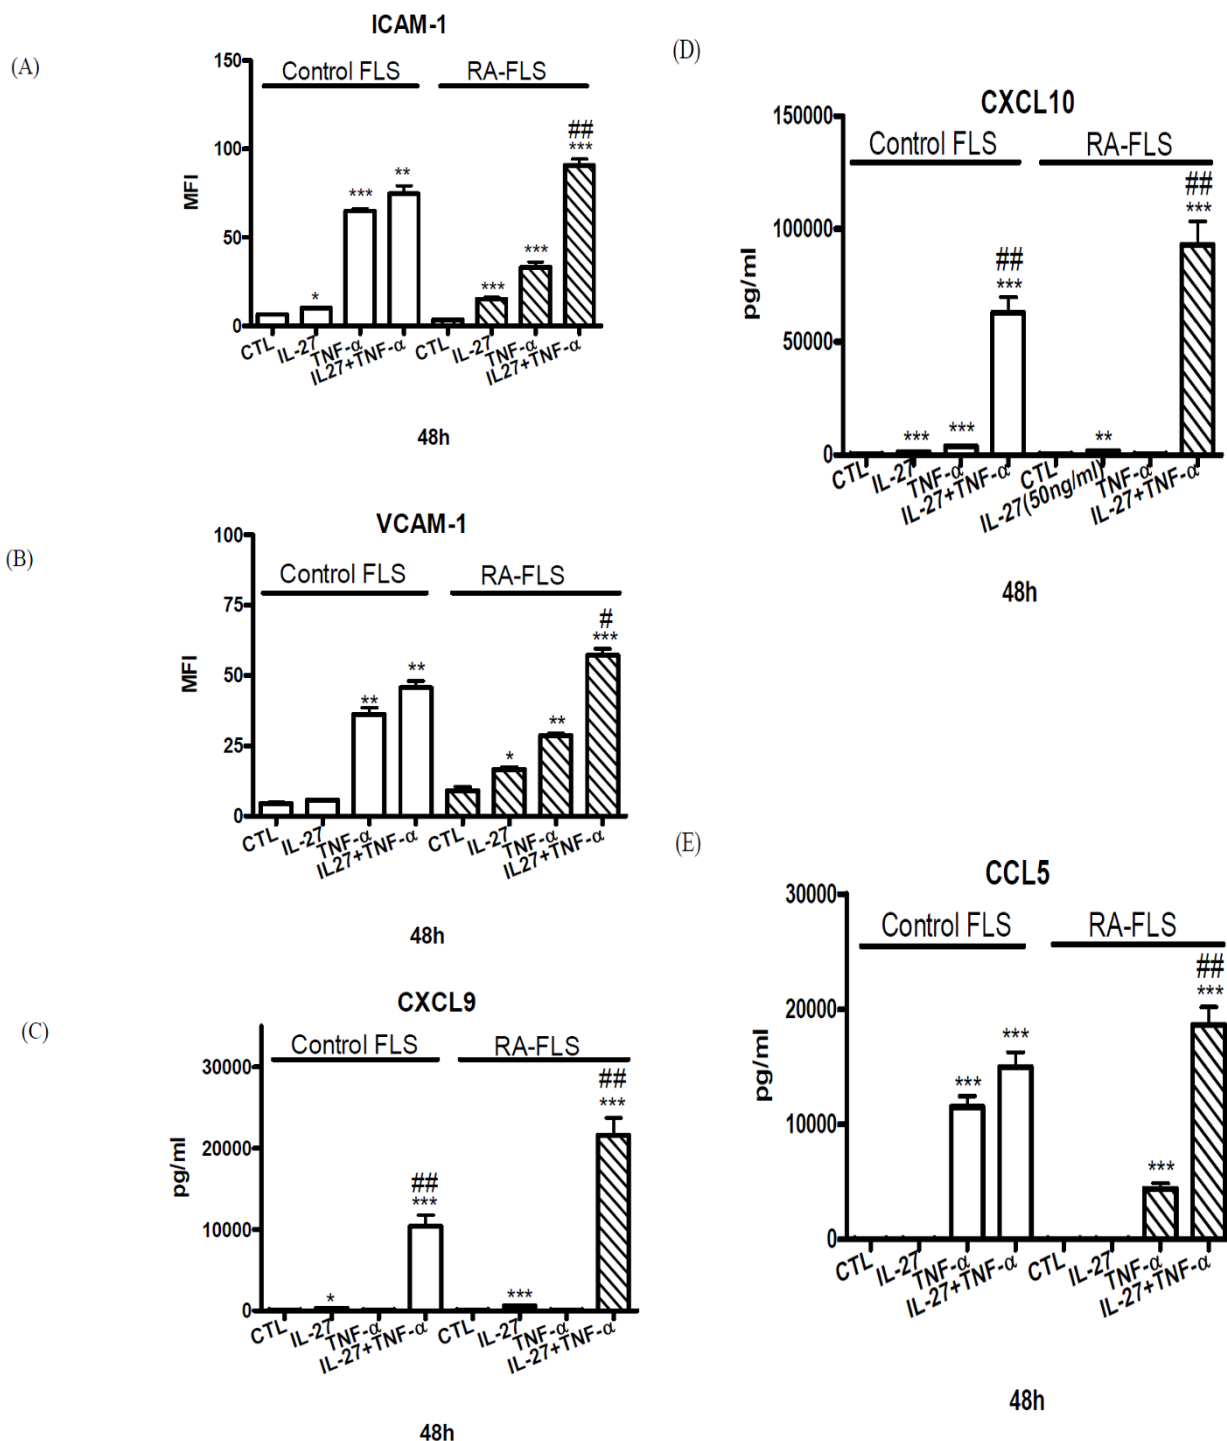 (A)
ICAM-1
Control FLS RA-FLS
MFI
150
100
50
0
* *** ** *** *** ## ***
CTL IL-27 TNF-α IL27+TNF-α CTL IL-27 TNF-α IL27+TNF-α
48h
(B)
VCAM-1
Control FLS RA-FLS
MFI
100
75
50
25
0
** ** * ** # ***
CTL IL-27 TNF-α IL27+TNF-α CTL IL-27 TNF-α IL27+TNF-α
48h
(C)
CXCL9
Control FLS RA-FLS
pg/ml
30000
20000
10000
0
* ## *** *** ## ***
CTL IL-27 TNF-α IL-27+TNF-α CTL IL-27 TNF-α IL-27+TNF-α
48h
(D)
CXCL10
Control FLS RA-FLS
pg/ml
150000
100000
50000
0
*** *** ## *** ** ## ***
CTL IL-27 TNF-α IL-27+TNF-α CTL IL-27(50ng/ml) TNF-α IL-27+TNF-α
48h
(E)
CCL5
Control FLS RA-FLS
pg/ml
30000
20000
10000
0
*** *** *** ## ***
CTL IL-27 TNF-α IL-27+TNF-α CTL IL-27 TNF-α IL-27+TNF-α
48h